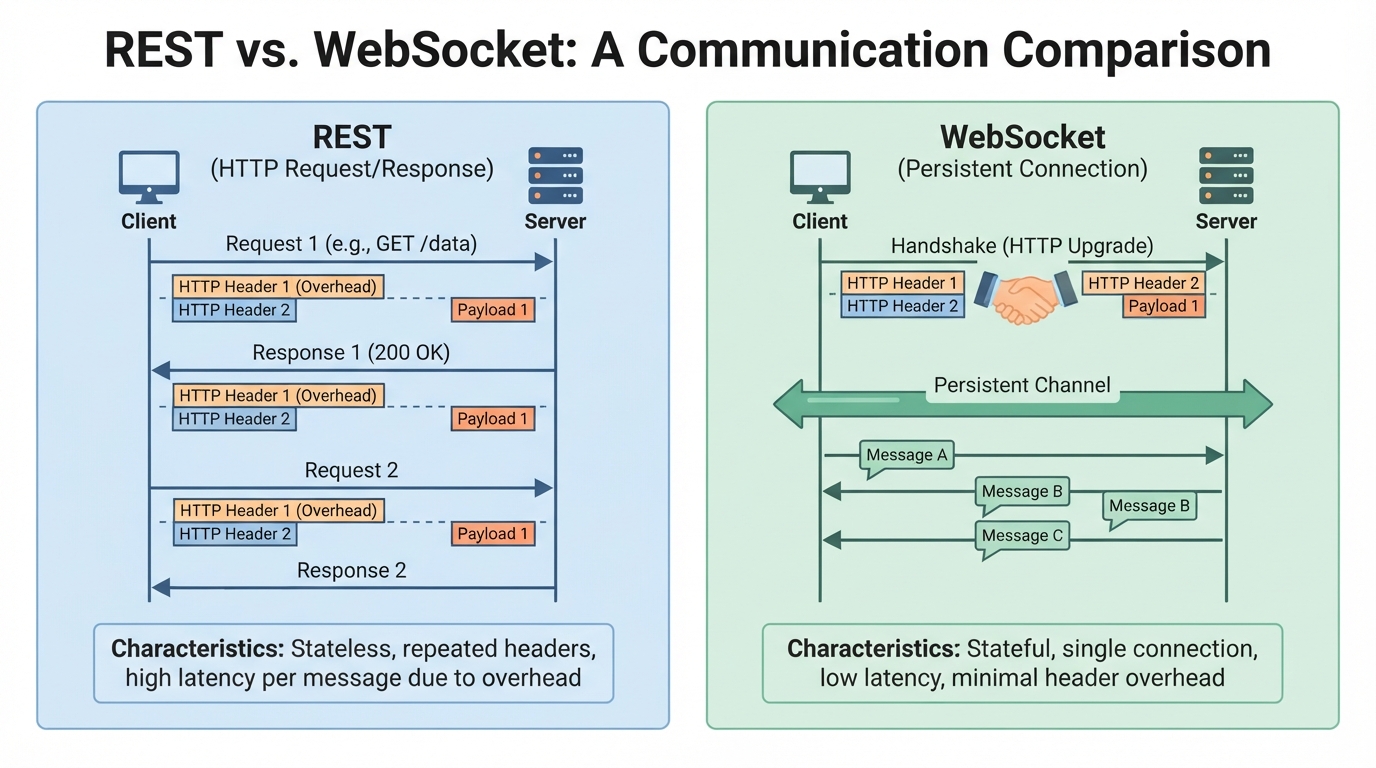 REST vs. WebSocket: A Communication Comparison
REST
(HTTP Request/Response)
Client
Server
Request 1 (e.g., GET /data)
HTTP Header 1 (Overhead)
HTTP Header 2
Payload 1
Response 1 (200 OK)
HTTP Header 1 (Overhead)
HTTP Header 2
Payload 1
Request 2
HTTP Header 1 (Overhead)
HTTP Header 2
Payload 1
Response 2
Characteristics: Stateless, repeated headers,
high latency per message due to overhead
WebSocket
(Persistent Connection)
Client
Server
Handshake (HTTP Upgrade)
HTTP Header 1
HTTP Header 2
HTTP Header 2
Payload 1
Persistent Channel
Message A
Message B
Message B
Message C
Characteristics: Stateful, single connection,
low latency, minimal header overhead